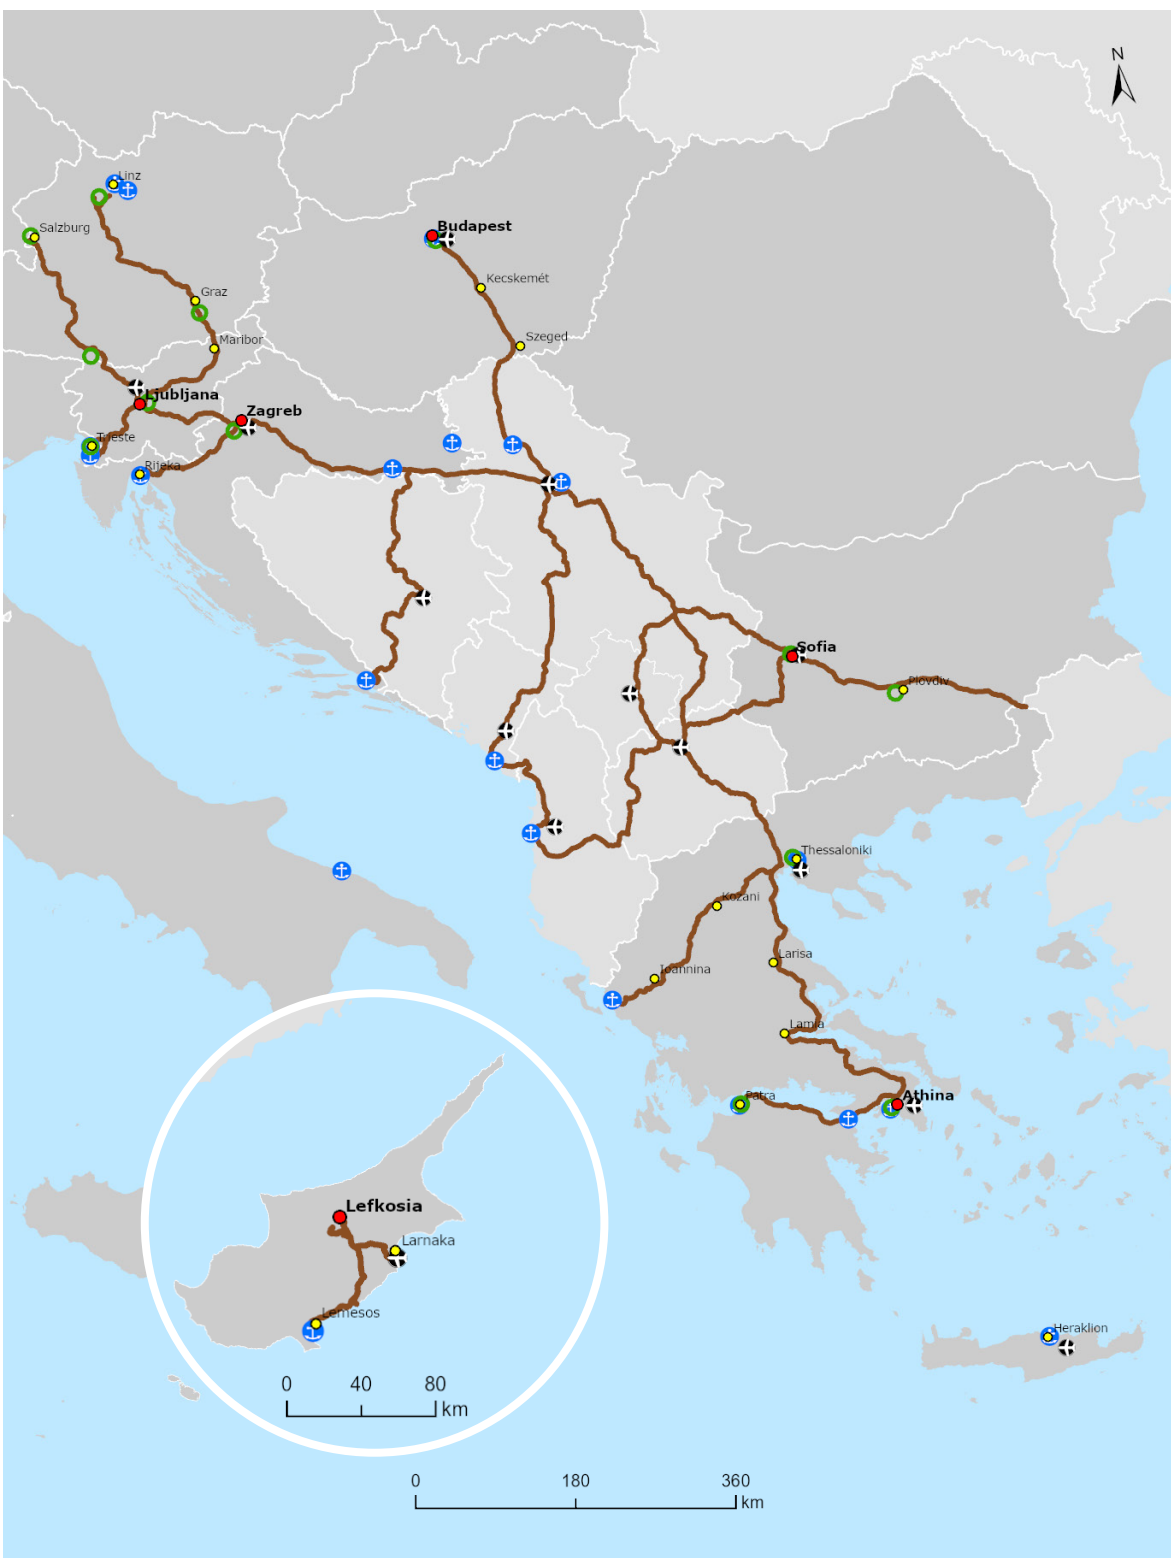 N
Linz
Salzburg
Budapest
Kecskemét
Graz
Szeged
Maribor
Ljubljana
Zagreb
Trieste
Rijeka
Sofia
Plovdiv
Thessaloniki
Kozani
Larisa
Ioannina
Lamia
Patra
Athina
Lefkosia
Larnaka
Lemesos
Heraklion
0 40 80
km
0 180 360
km